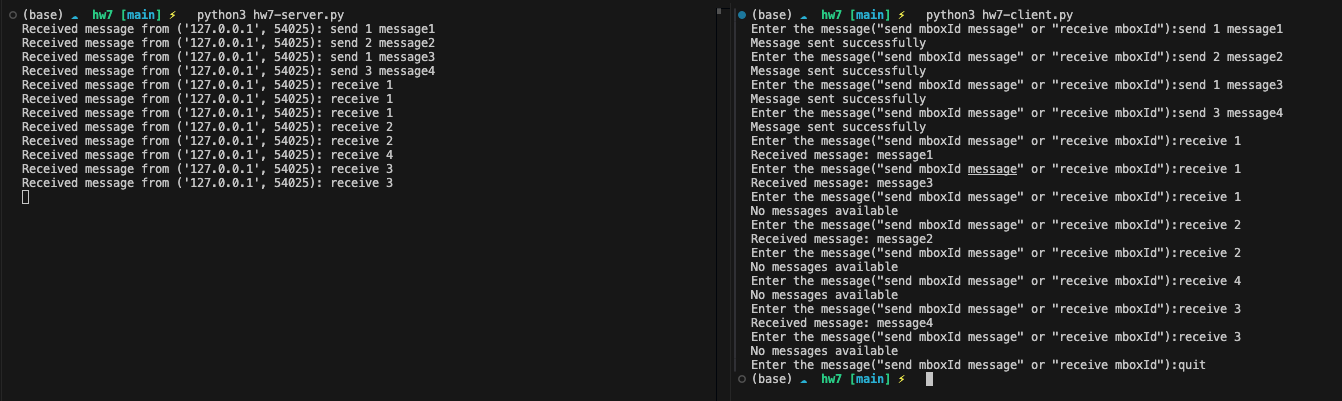 (base) hw7 [main] ⚡ python3 hw7-server.py
Received message from ('127.0.0.1', 54025): send 1 message1
Received message from ('127.0.0.1', 54025): send 2 message2
Received message from ('127.0.0.1', 54025): send 1 message3
Received message from ('127.0.0.1', 54025): send 3 message4
Received message from ('127.0.0.1', 54025): receive 1
Received message from ('127.0.0.1', 54025): receive 1
Received message from ('127.0.0.1', 54025): receive 1
Received message from ('127.0.0.1', 54025): receive 2
Received message from ('127.0.0.1', 54025): receive 2
Received message from ('127.0.0.1', 54025): receive 4
Received message from ('127.0.0.1', 54025): receive 3
Received message from ('127.0.0.1', 54025): receive 3
(base) hw7 [main] ⚡ python3 hw7-client.py
Enter the message("send mboxId message" or "receive mboxId"):send 1 message1
Message sent successfully
Enter the message("send mboxId message" or "receive mboxId"):send 2 message2
Message sent successfully
Enter the message("send mboxId message" or "receive mboxId"):send 1 message3
Message sent successfully
Enter the message("send mboxId message" or "receive mboxId"):send 3 message4
Message sent successfully
Enter the message("send mboxId message" or "receive mboxId"):receive 1
Received message: message1
Enter the message("send mboxId message" or "receive mboxId"):receive 1
Received message: message3
Enter the message("send mboxId message" or "receive mboxId"):receive 1
No messages available
Enter the message("send mboxId message" or "receive mboxId"):receive 2
Received message: message2
Enter the message("send mboxId message" or "receive mboxId"):receive 2
No messages available
Enter the message("send mboxId message" or "receive mboxId"):receive 4
No messages available
Enter the message("send mboxId message" or "receive mboxId"):receive 3
Received message: message4
Enter the message("send mboxId message" or "receive mboxId"):receive 3
No messages available
Enter the message("send mboxId message" or "receive mboxId"):quit
(base) hw7 [main] ⚡